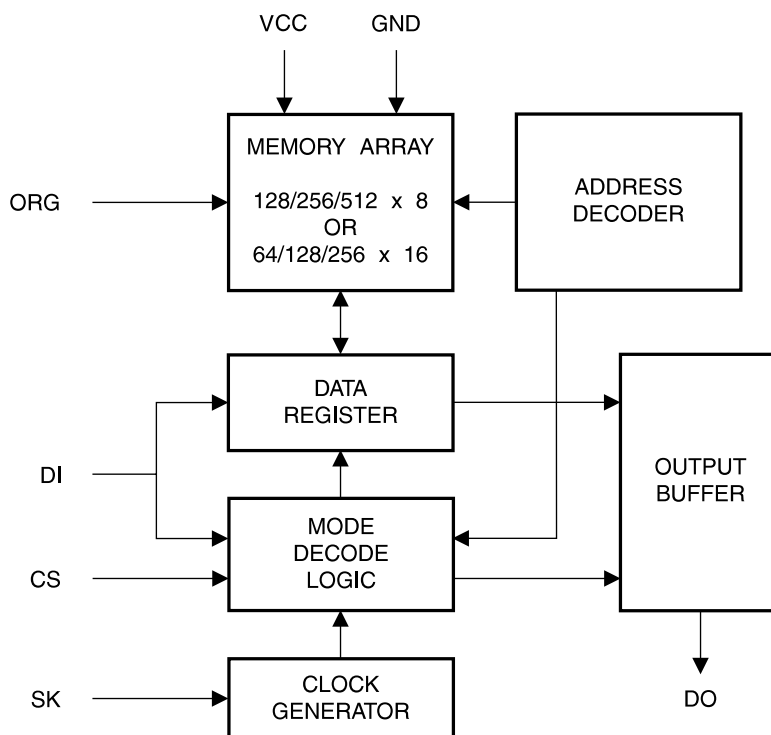 VCC
GND
MEMORY ARRAY
128/256/512 x 8
OR
64/128/256 x 16
ADDRESS
DECODER
ORG
DATA
REGISTER
OUTPUT
BUFFER
DI
MODE
DECODE
LOGIC
CS
CLOCK
GENERATOR
SK
DO